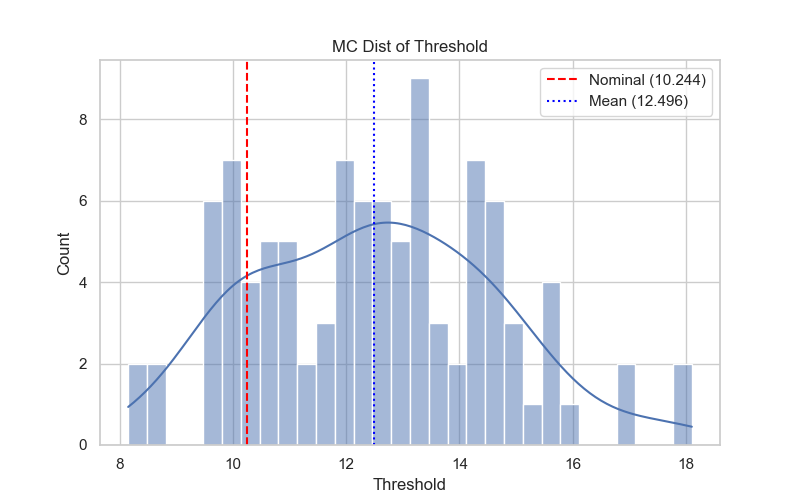 MC Dist of Threshold
Nominal (10.244)
Mean (12.496)
Count
8
6
4
2
0
8 10 12 14 16 18
Threshold